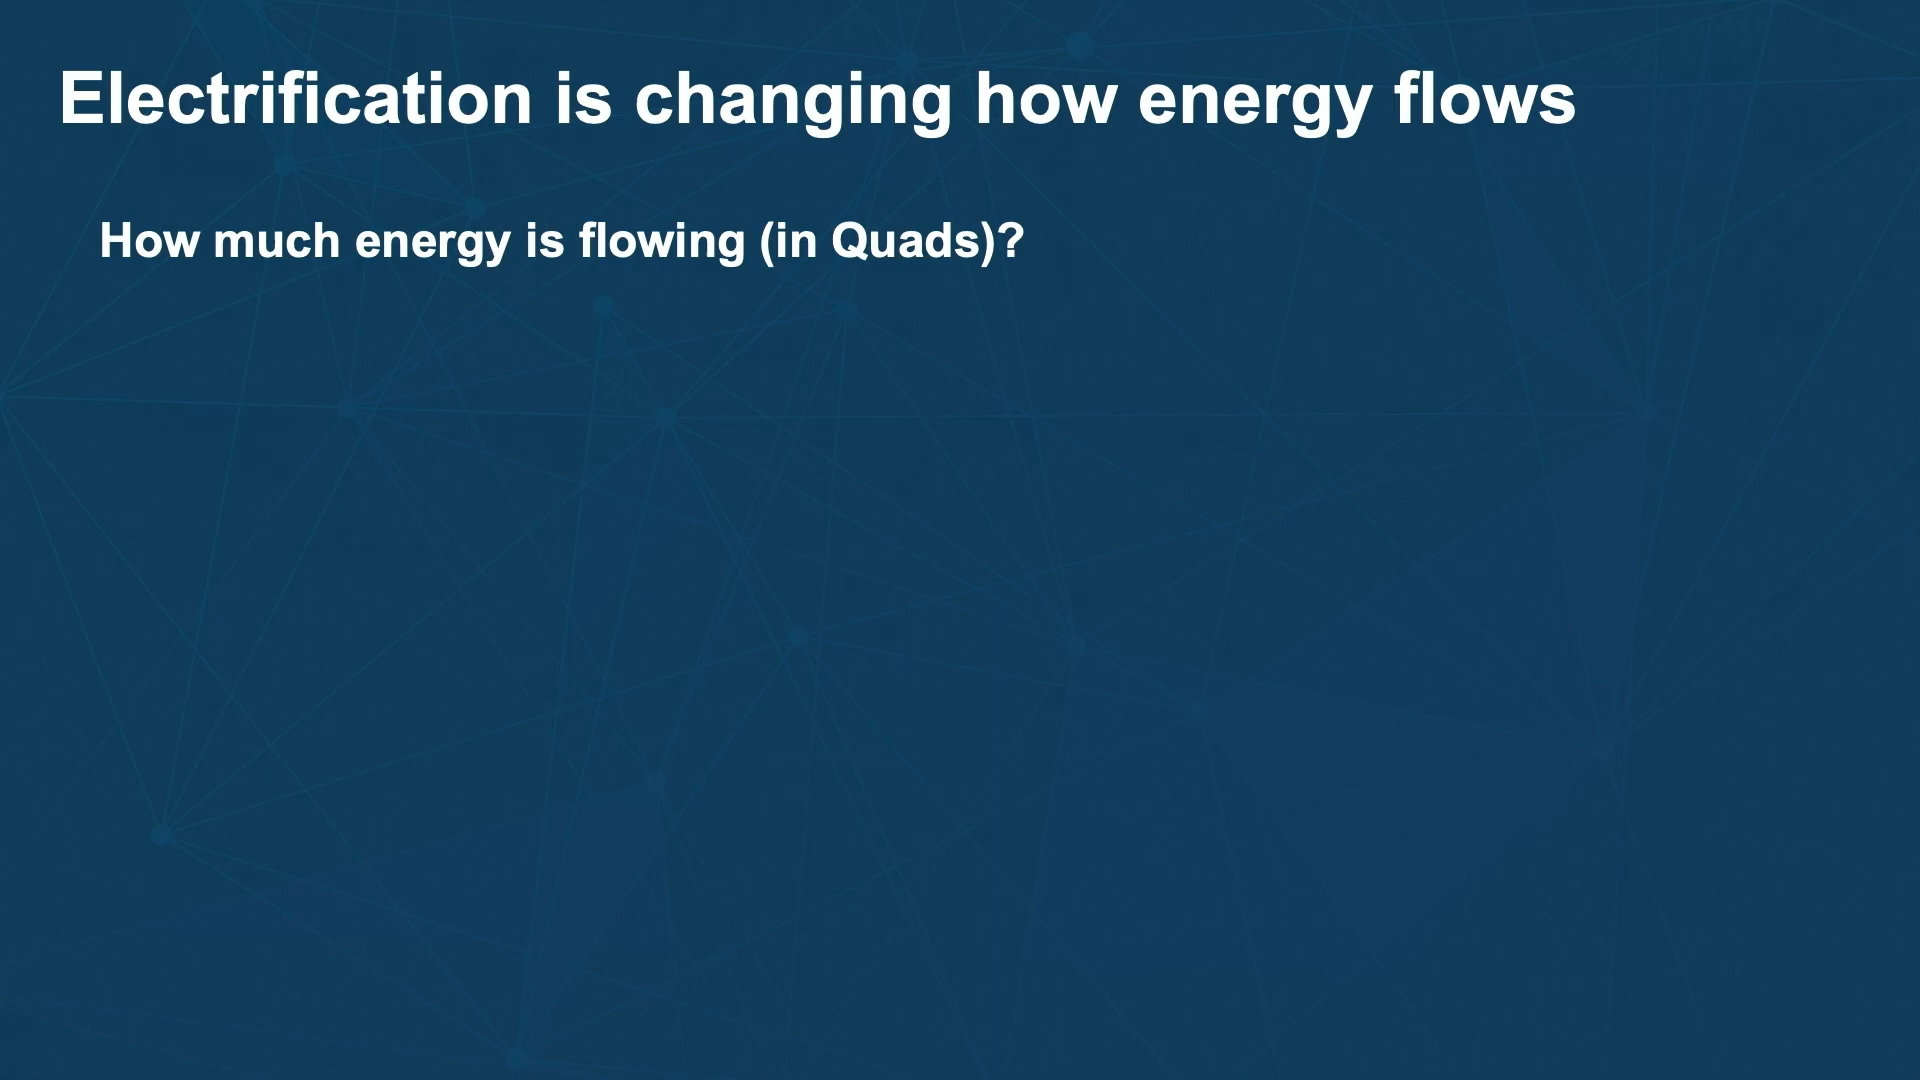 Electrification is changing how energy flows
How much energy is flowing (in Quads)?